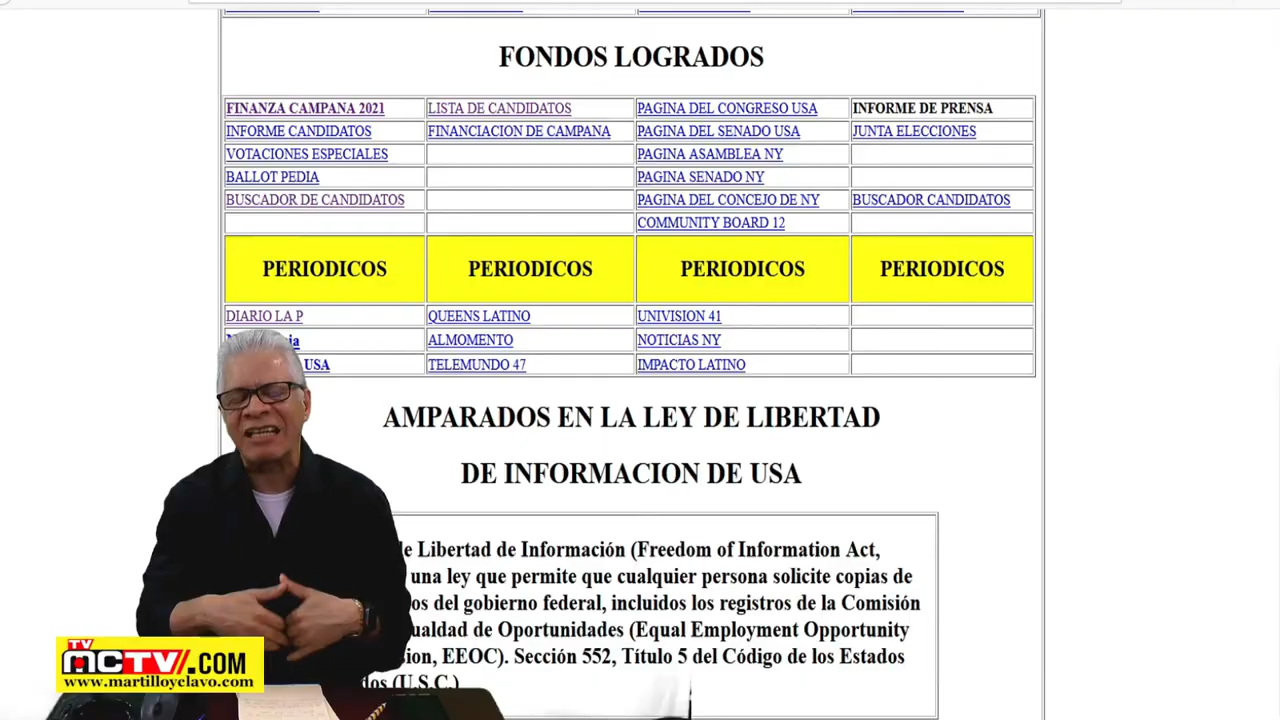 FONDOS LOGRADOS
FINANZA CAMPANA 2021 LISTA DE CANDIDATOS PAGINA DEL CONGRESO USA INFORME DE PRENSA
INFORME CANDIDATOS FINANCIACION DE CAMPANA PAGINA DEL SENADO USA JUNTA ELECCIONES
VOTACIONES ESPECIALES PAGINA ASAMBLEA NY
BALLOT PEDIA PAGINA SENADO NY
BUSCADOR DE CANDIDATOS PAGINA DEL CONCEJO DE NY BUSCADOR CANDIDATOS
COMMUNITY BOARD 12
PERIODICOS PERIODICOS PERIODICOS PERIODICOS
DIARIO LA P QUEENS LATINO UNIVISION 41
ALMOMENTO NOTICIAS NY
USA TELEMUNDO 47 IMPACTO LATINO
AMPARADOS EN LA LEY DE LIBERTAD
DE INFORMACION DE USA
de Libertad de Información (Freedom of Information Act,
una ley que permite que cualquier persona solicite copias de
del gobierno federal, incluidos los registros de la Comisión
de Oportunidades (Equal Employment Opportunity
EEOC). Sección 552, Título 5 del Código de los Estados
(U.S.C.)
TV
MCTV.COM
www.martilloyclavo.com